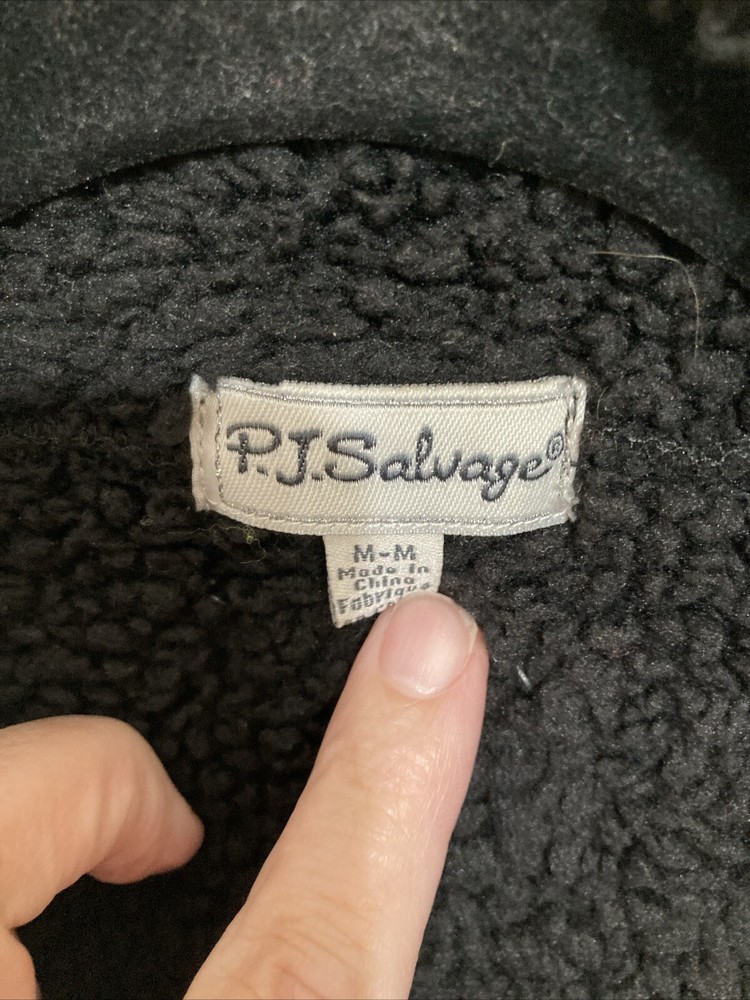 P.J.Salvage®
M-M
Made In
China
Fabrique